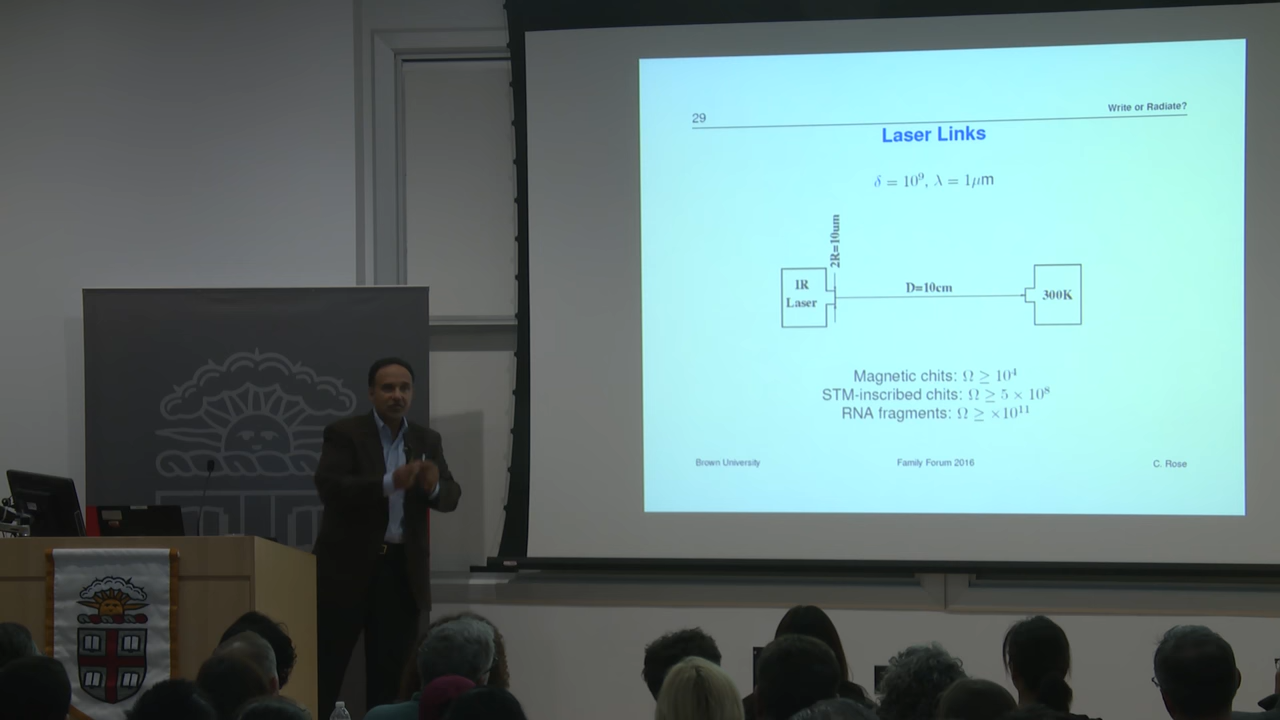 29
Write or Radiate?
Laser Links
δ = 10⁹, λ = 1μm
2R=10um
IR
Laser
D=10cm
300K
Magnetic chits: Ω ≥ 10⁴
STM-inscribed chits: Ω ≥ 5 × 10⁸
RNA fragments: Ω ≥ ×10¹¹
Brown University
Family Forum 2016
C. Rose